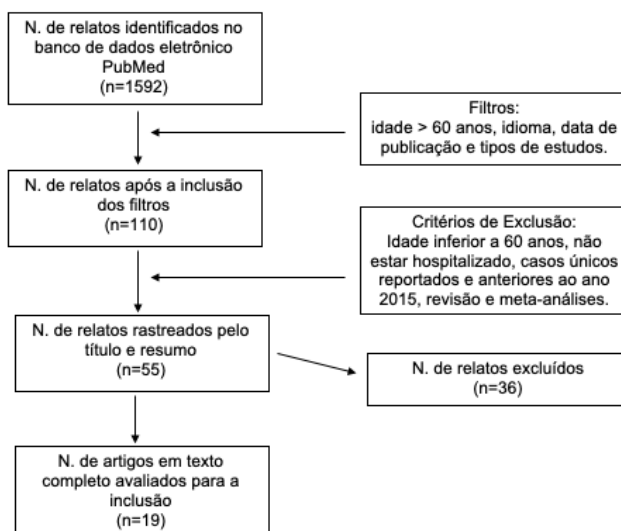 N. de relatos identificados no
banco de dados eletrônico
PubMed
(n=1592)
Filtros:
idade > 60 anos, idioma, data de
publicação e tipos de estudos.
N. de relatos após a inclusão
dos filtros
(n=110)
Critérios de Exclusão:
Idade inferior a 60 anos, não
estar hospitalizado, casos únicos
reportados e anteriores ao ano
2015, revisão e meta-análises.
N. de relatos rastreados pelo
título e resumo
(n=55)
N. de relatos excluídos
(n=36)
N. de artigos em texto
completo avaliados para a
inclusão
(n=19)